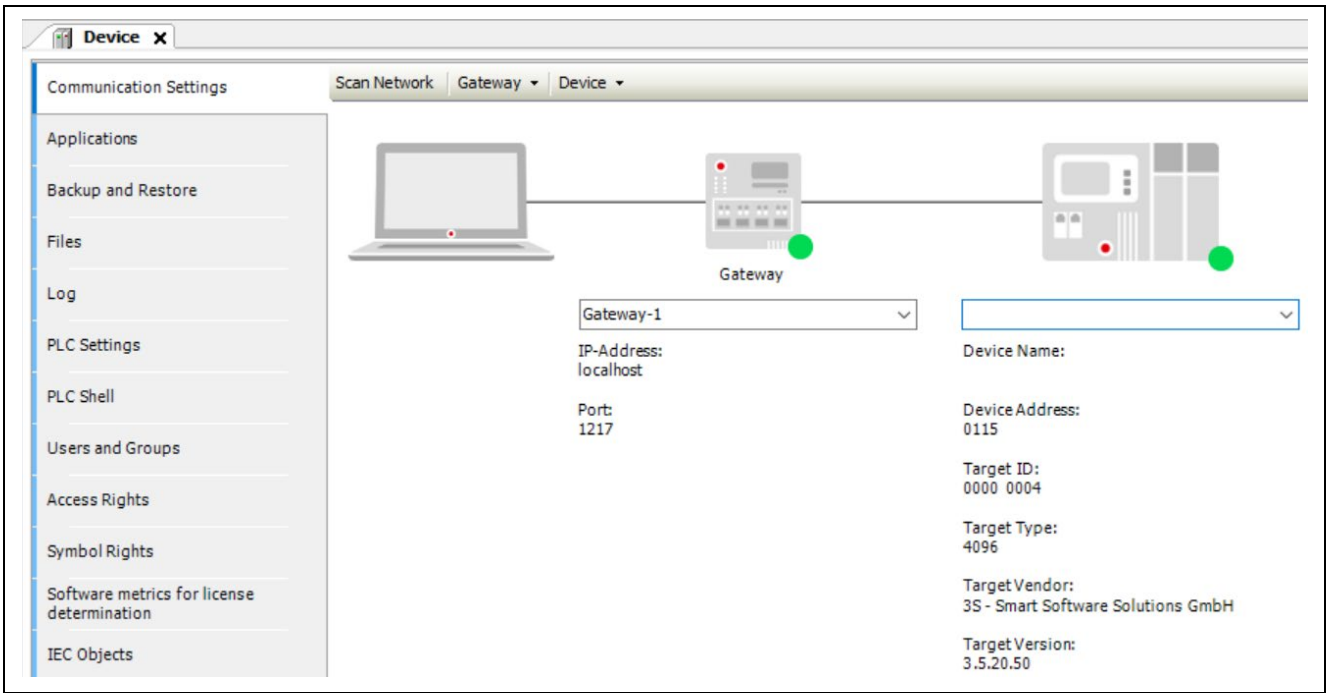 Device
Communication Settings
Applications
Backup and Restore
Files
Log
PLC Settings
PLC Shell
Users and Groups
Access Rights
Symbol Rights
Software metrics for license
determination
IEC Objects
Scan Network Gateway Device
Gateway
Gateway-1
IP-Address:
localhost
Port:
1217
Device Name:
Device Address:
0115
Target ID:
0000 0004
Target Type:
4096
Target Vendor:
3S - Smart Software Solutions GmbH
Target Version:
3.5.20.50